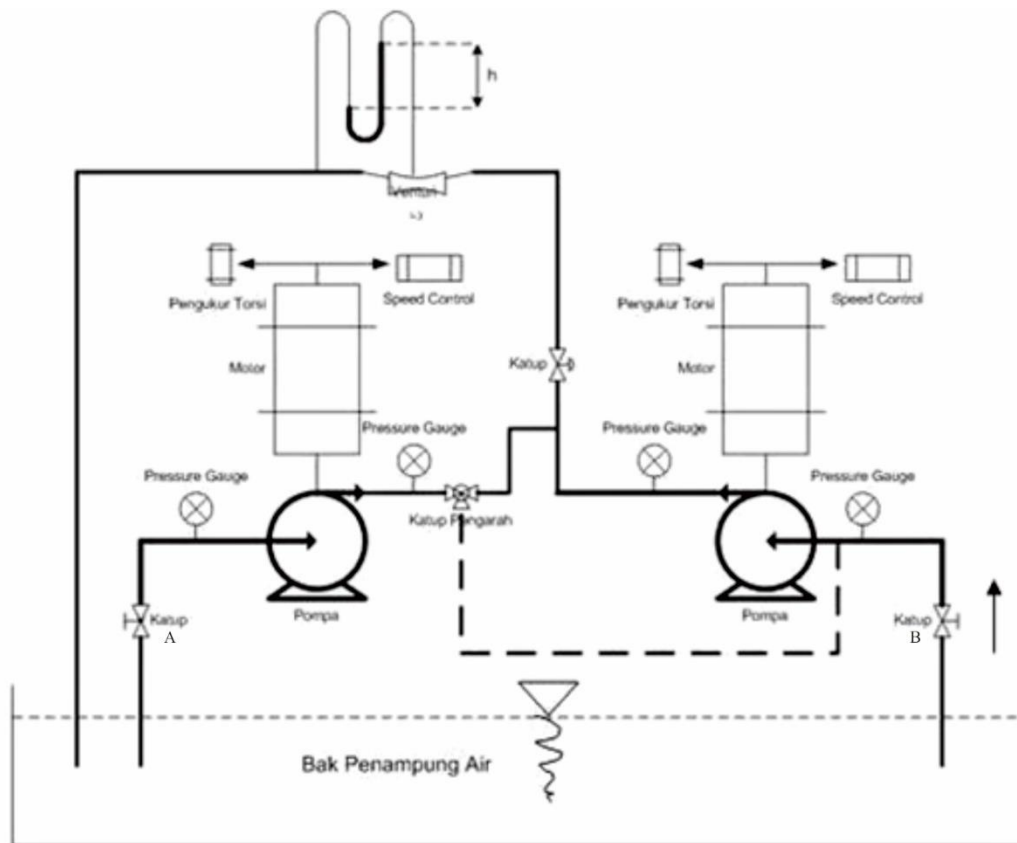 h
Venturi
Pengukur Torsi
Speed Control
Pengukur Torsi
Speed Control
Motor
Katup
Motor
Pressure Gauge
Pressure Gauge
Pressure Gauge
Pressure Gauge
Katup Pengarah
Pompa
Katup
A
Pompa
Katup
B
Bak Penampung Air